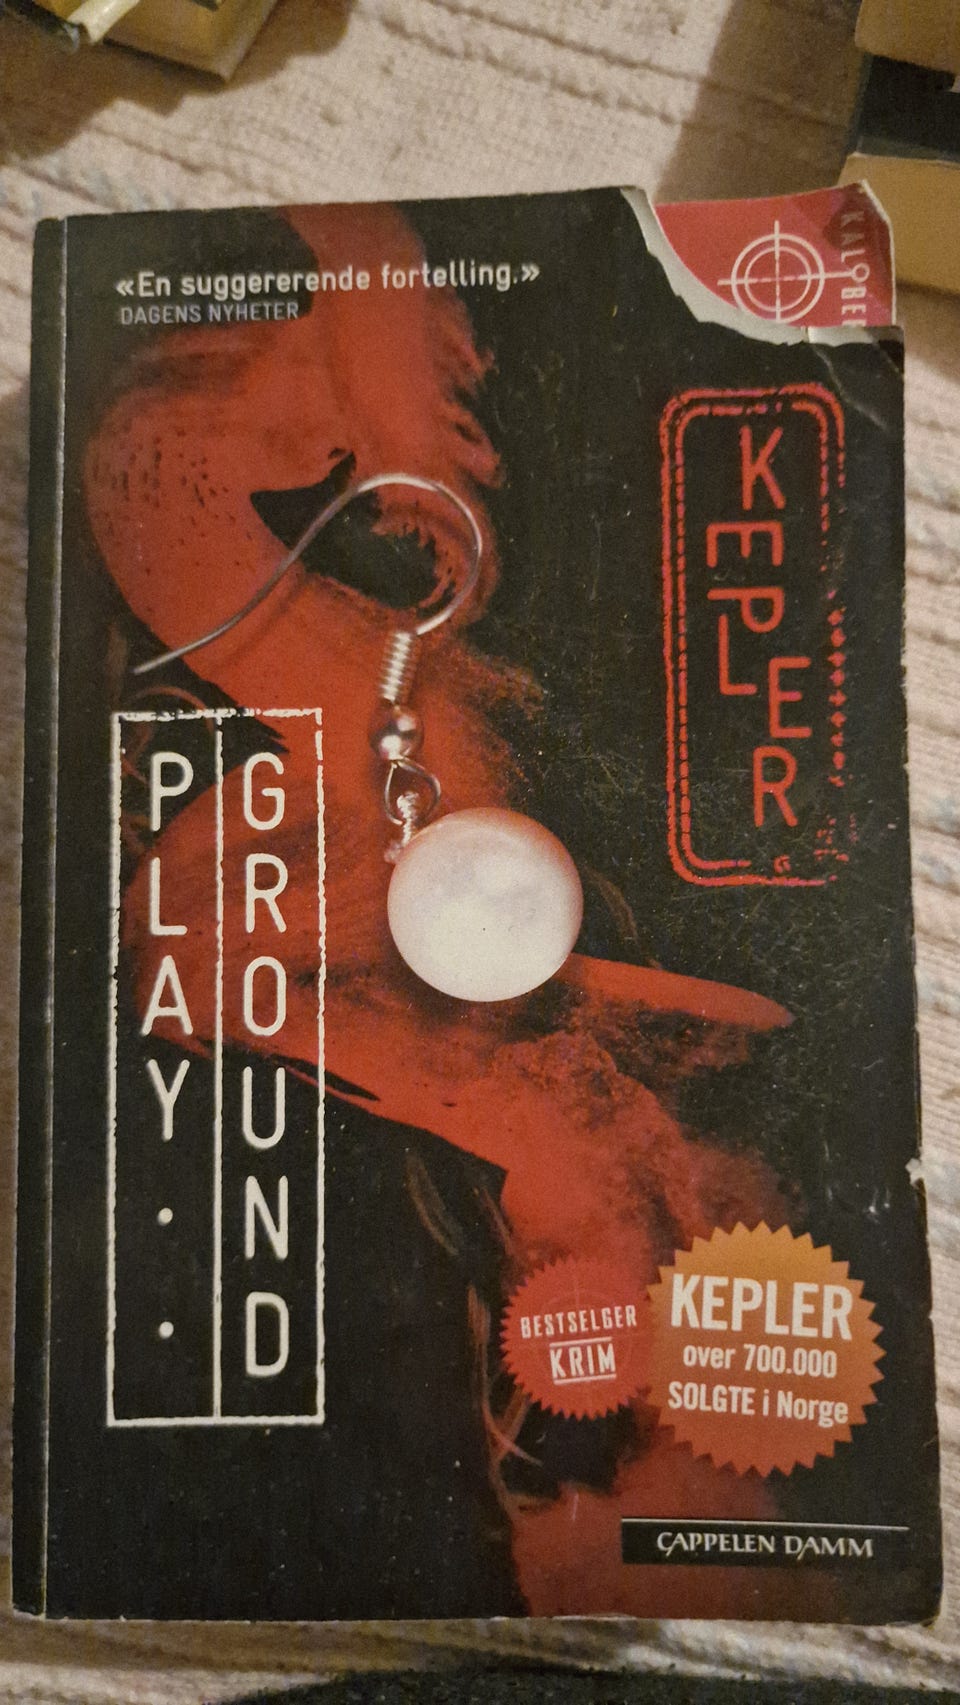 «En suggererende fortelling.»
DAGENS NYHETER
KEPLER
PLAY..
GROUND
BESTSELGER
KRIM
KEPLER
over 700.000
SOLGTE i Norge
CAPPELEN DAMM